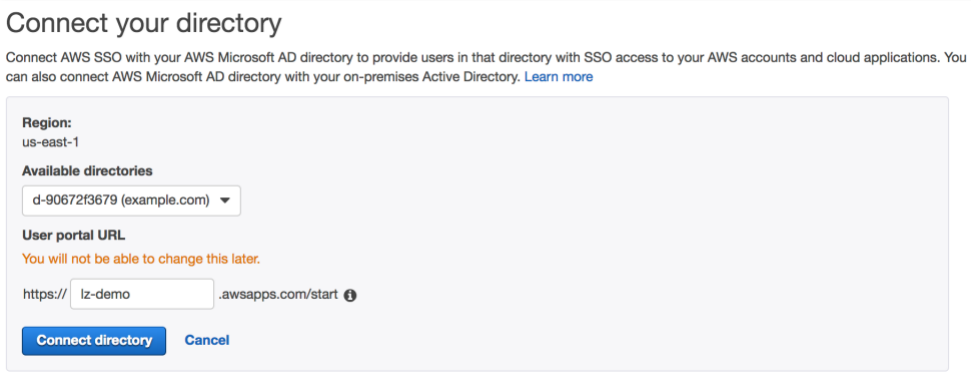 Connect your directory
Connect AWS SSO with your AWS Microsoft AD directory to provide users in that directory with SSO access to your AWS accounts and cloud applications. You
can also connect AWS Microsoft AD directory with your on-premises Active Directory. Learn more
Region:
us-east-1
Available directories
d-90672f3679 (example.com)
User portal URL
You will not be able to change this later.
https:// lz-demo .awsapps.com/start
Connect directory Cancel